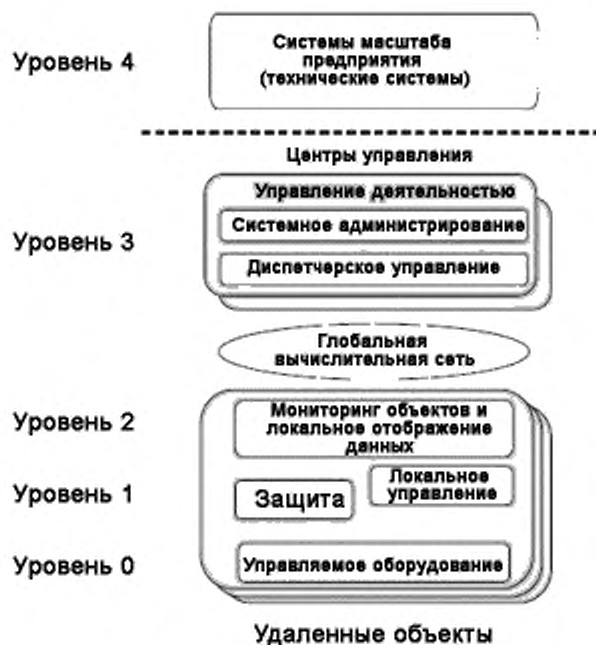 Уровень 4
Системы масштаба
предприятия
(технические системы)
Центры управления
Управление деятельностью
Уровень 3
Системное администрирование
Диспетчерское управление
Глобальная
вычислительная сеть
Уровень 2
Мониторинг объектов и
локальное отображение
данных
Уровень 1
Защита
Локальное
управление
Уровень 0
Управляемое оборудование
Удаленные объекты